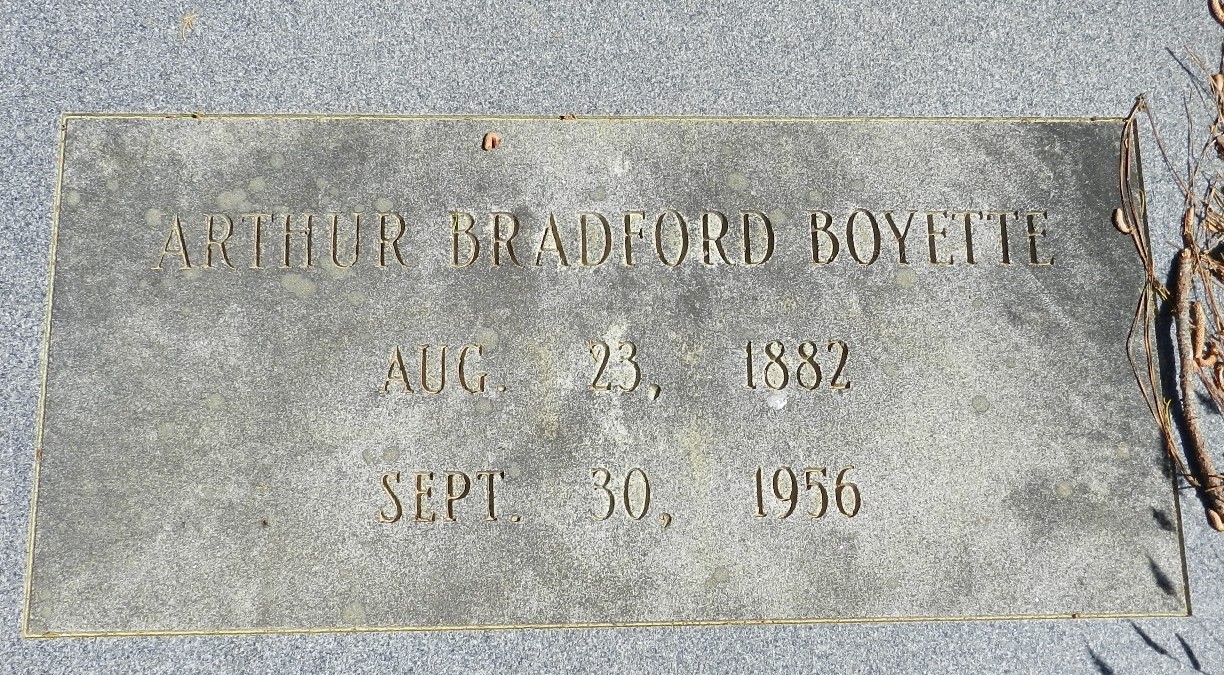 ARTHUR BRADFORD BOYETTE
AUG. 23, 1882
SEPT. 30, 1956